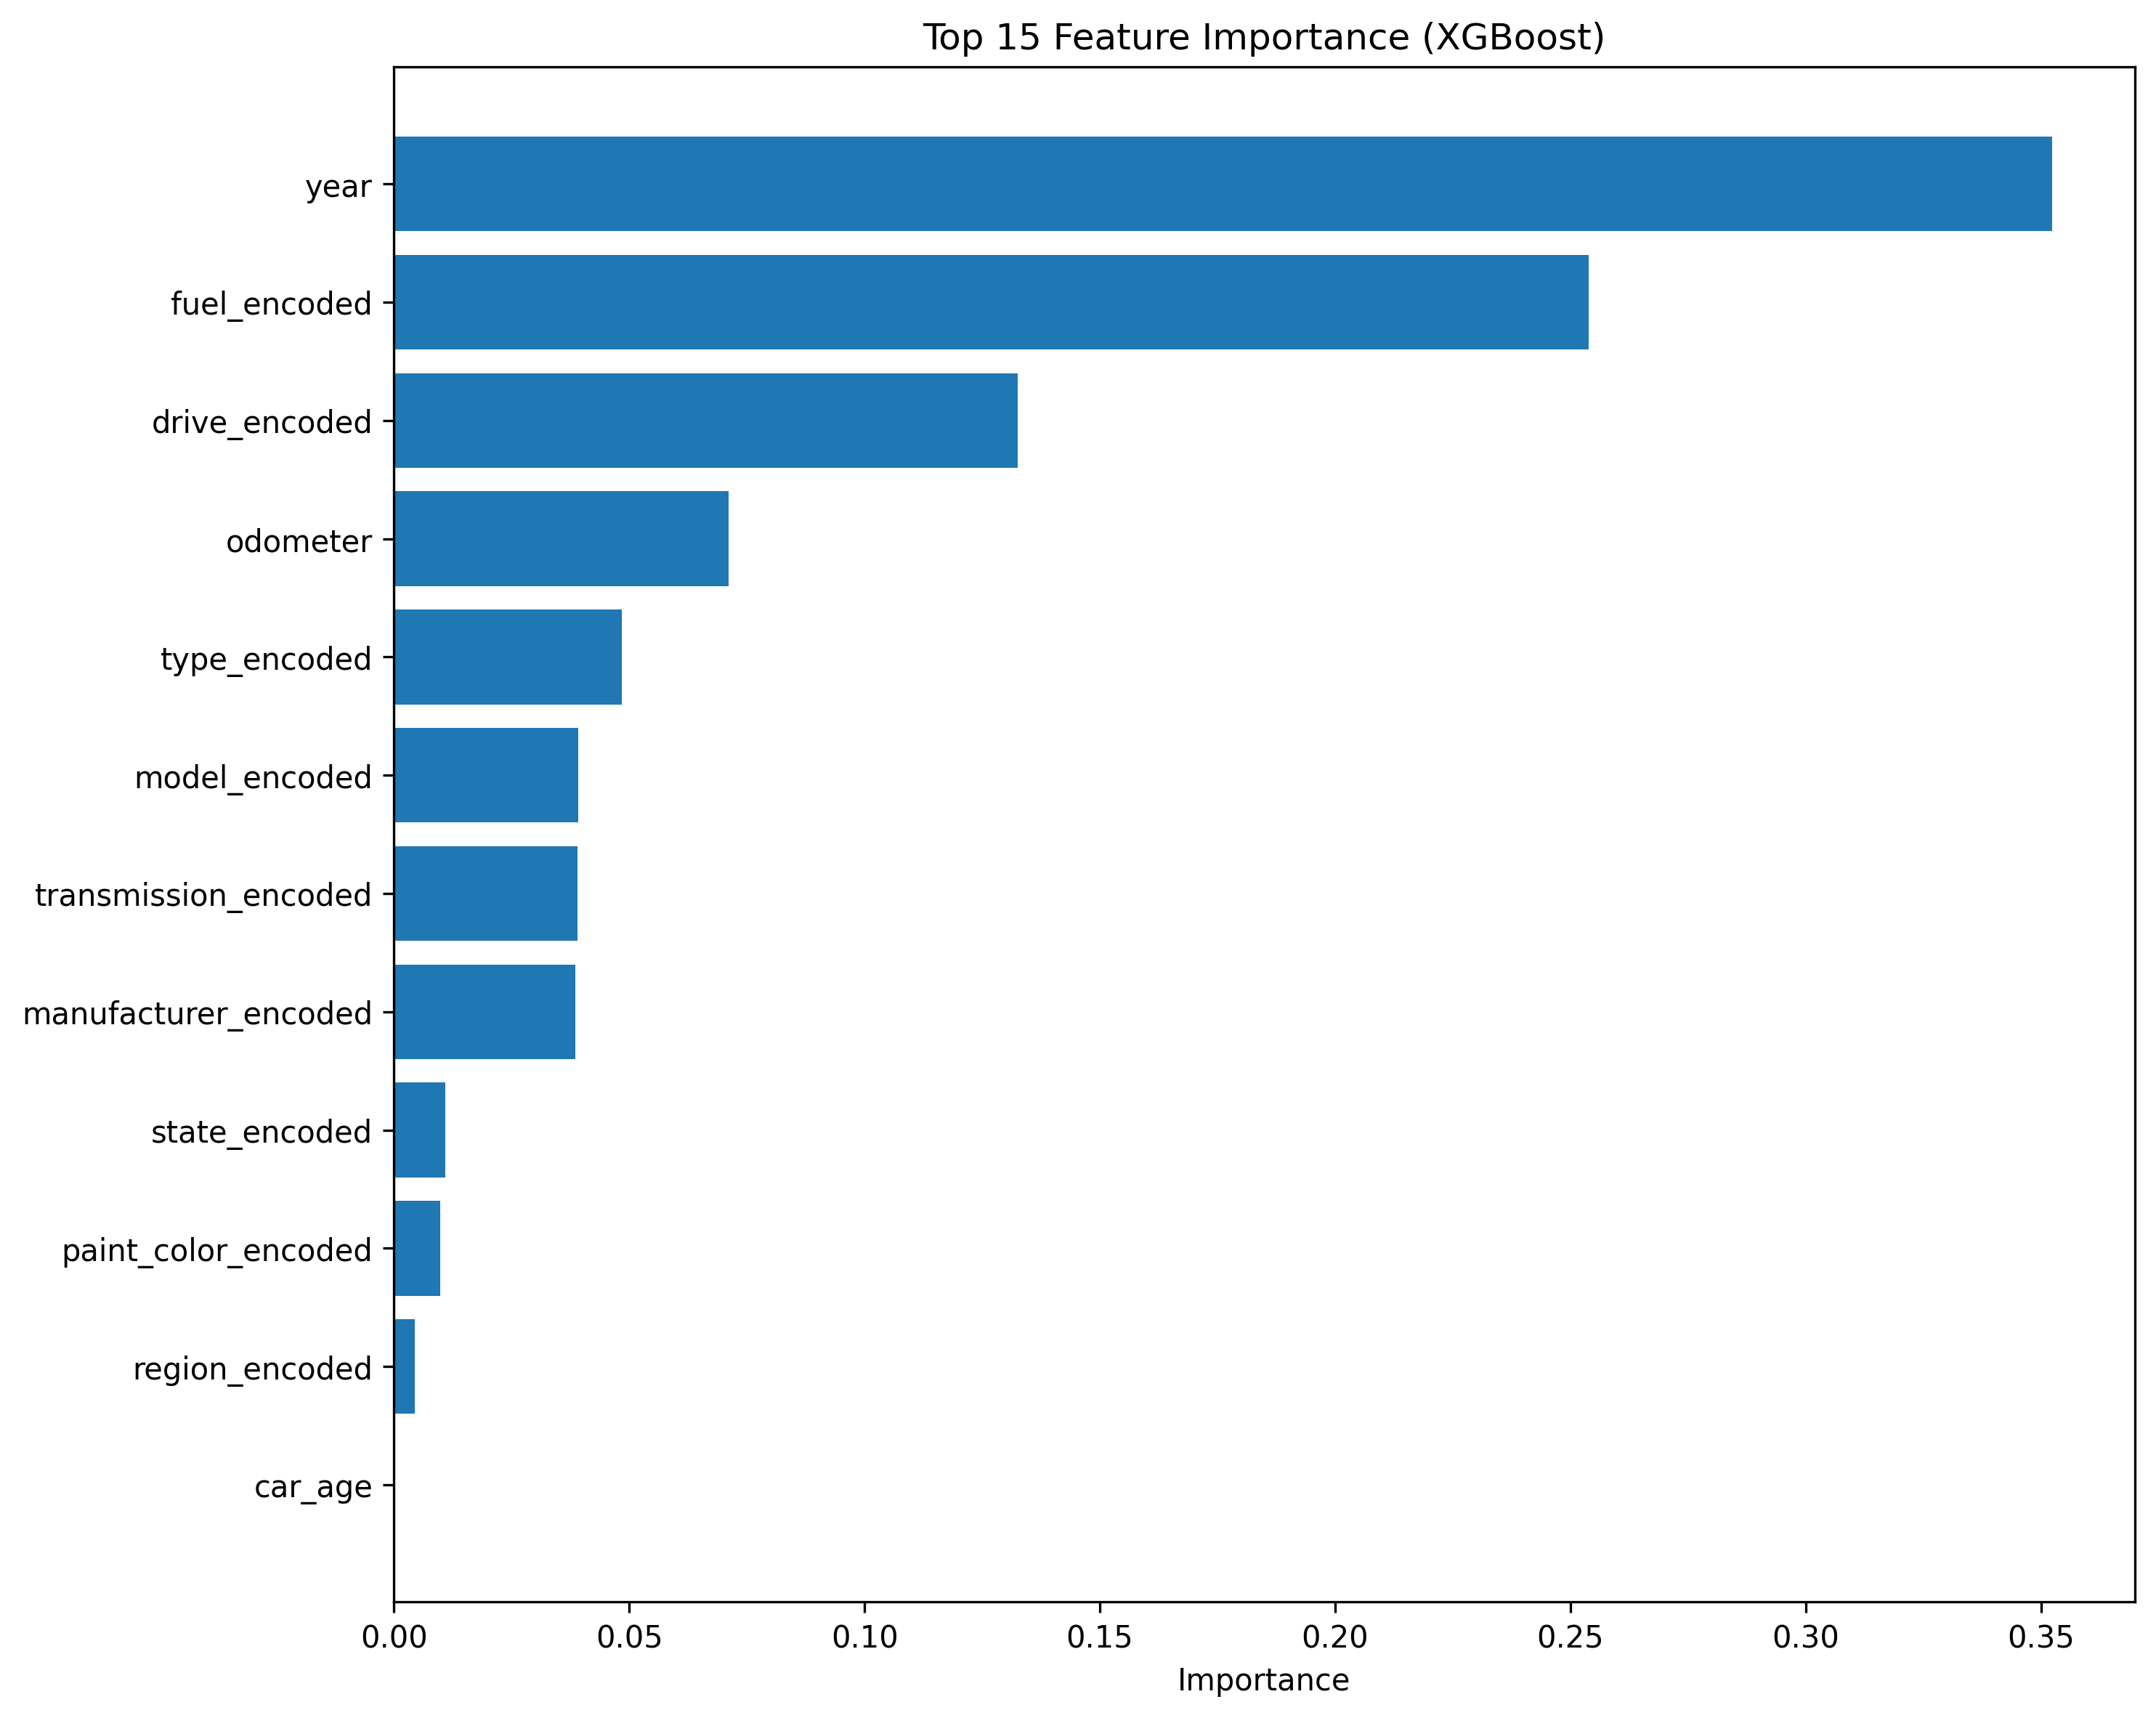 Top 15 Feature Importance (XGBoost)
year
fuel_encoded
drive_encoded
odometer
type_encoded
model_encoded
transmission_encoded
manufacturer_encoded
state_encoded
paint_color_encoded
region_encoded
car_age
0.00 0.05 0.10 0.15 0.20 0.25 0.30 0.35
Importance